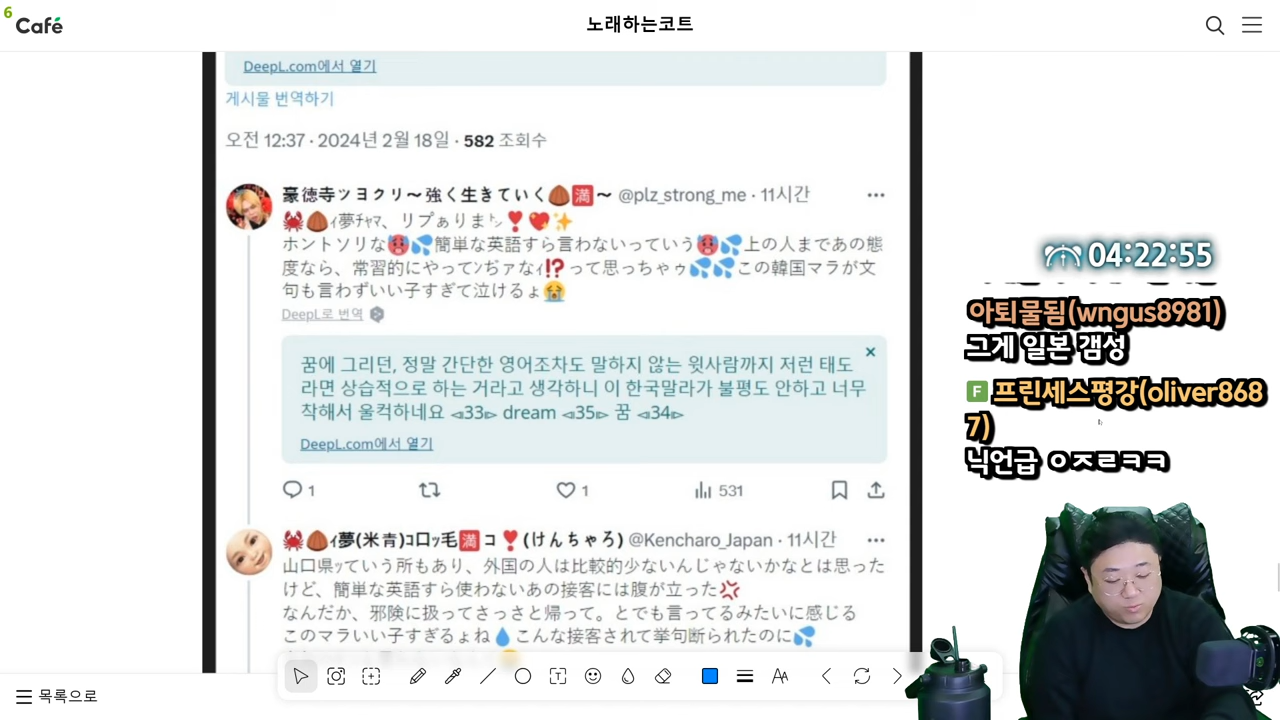 6
Café
노래하는코트
DeepL.com에서 열기
게시물 번역하기
오전 12:37 · 2024년 2월 18일 · 582 조회수
豪徳寺ツヨクリ〜強く生きていく🌰🈵〜 @plz_strong_me · 11시간
🦀🌰ｨ夢ﾁｬﾏ、リプぁりま㌧❣️💖✨
ホントソリな🥵💦簡単な英語すら言わないっていう🥵💦上の人まであの態
度なら、常習的にやってﾝぢァなｨ⁉️って思っちゃゥ💦💦この韓国マラが文
句も言わずいい子すぎて泣けるょ😭
DeepL로 번역
꿈에 그리던, 정말 간단한 영어조차도 말하지 않는 윗사람까지 저런 태도
라면 상습적으로 하는 거라고 생각하니 이 한국말라가 불평도 안하고 너무
착해서 울컥하네요 ◅33▻ dream ◅35▻ 꿈 ◅34▻
DeepL.com에서 열기
1
1
531
🦀🌰ｨ夢(米青)ｺ口ｯ毛🈵コ❣️(けんちゃろ) @Kencharo_Japan · 11시간
山口県ｯていう所もあり、外国の人は比較的少ないんじゃないかなとは思った
けど、簡単な英語すら使わないあの接客には腹が立った💢
なんだか、邪険に扱ってさっさと帰って。とでも言ってるみたいに感じる
このマラいい子すぎるょね💧こんな接客されて挙句断られたのに💦
목록으로
04:22:55
아퇴물됨(wngus8981)
그게 일본 갬성
F 프린세스평강(oliver868
7)
닉언급 ㅇㅈㄹㅋㅋ